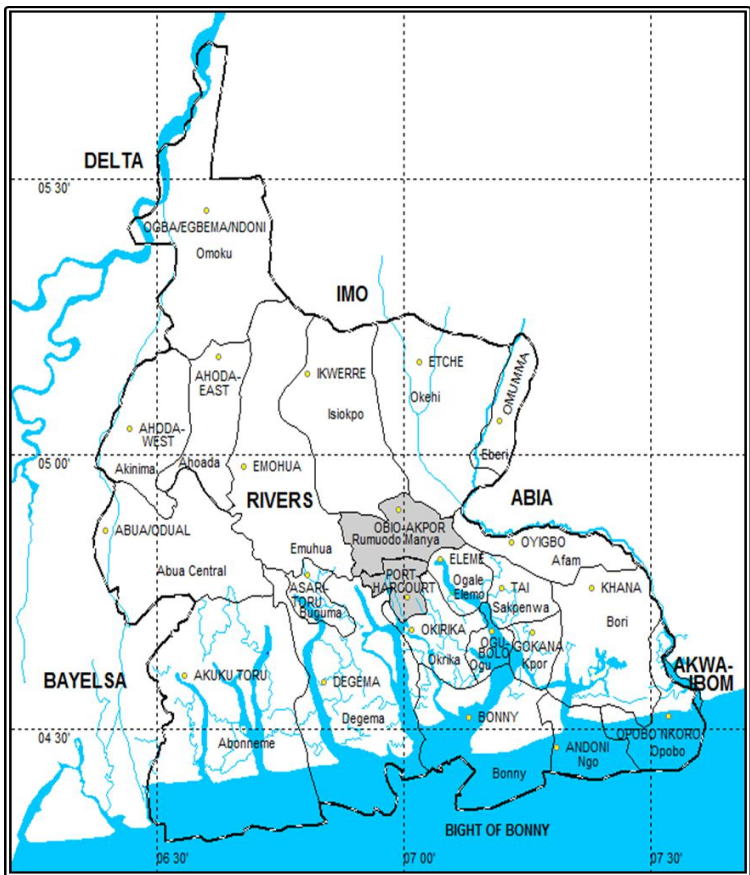 DELTA
05 30'
OGBA/EGBEMA/NDONI
Omoku
IMO
ETCHE
Okehi
OMUMMA
Eberi
AHODA-
EAST
IKWERRE
Isiokpo
AHODA-
WEST
Akinima
Ahoada
05 00'
EMOHUA
RIVERS
ABIA
OBIO-AKPOR
Rumuodo Manya
OYIGBO
Afam
ABUA/ODUAL
Abua Central
Emuhua
ELEME
Ogale
Elemo
ASARI-
TORU
Buguma
PORT-
HARCOURT
TAI
Sakpenwa
KHANA
Bori
OKIRIKA
Okrika
OGU-
BOLO
Ogu
GOKANA
Kpor
AKWA-
IBOM
BAYELSA
AKUKU TORU
DEGEMA
Degema
BONNY
04 30'
Abonneme
OPOBO NKORO
Opobo
ANDONI
Ngo
Bonny
BIGHT OF BONNY
06 30'
07 00'
07 30'